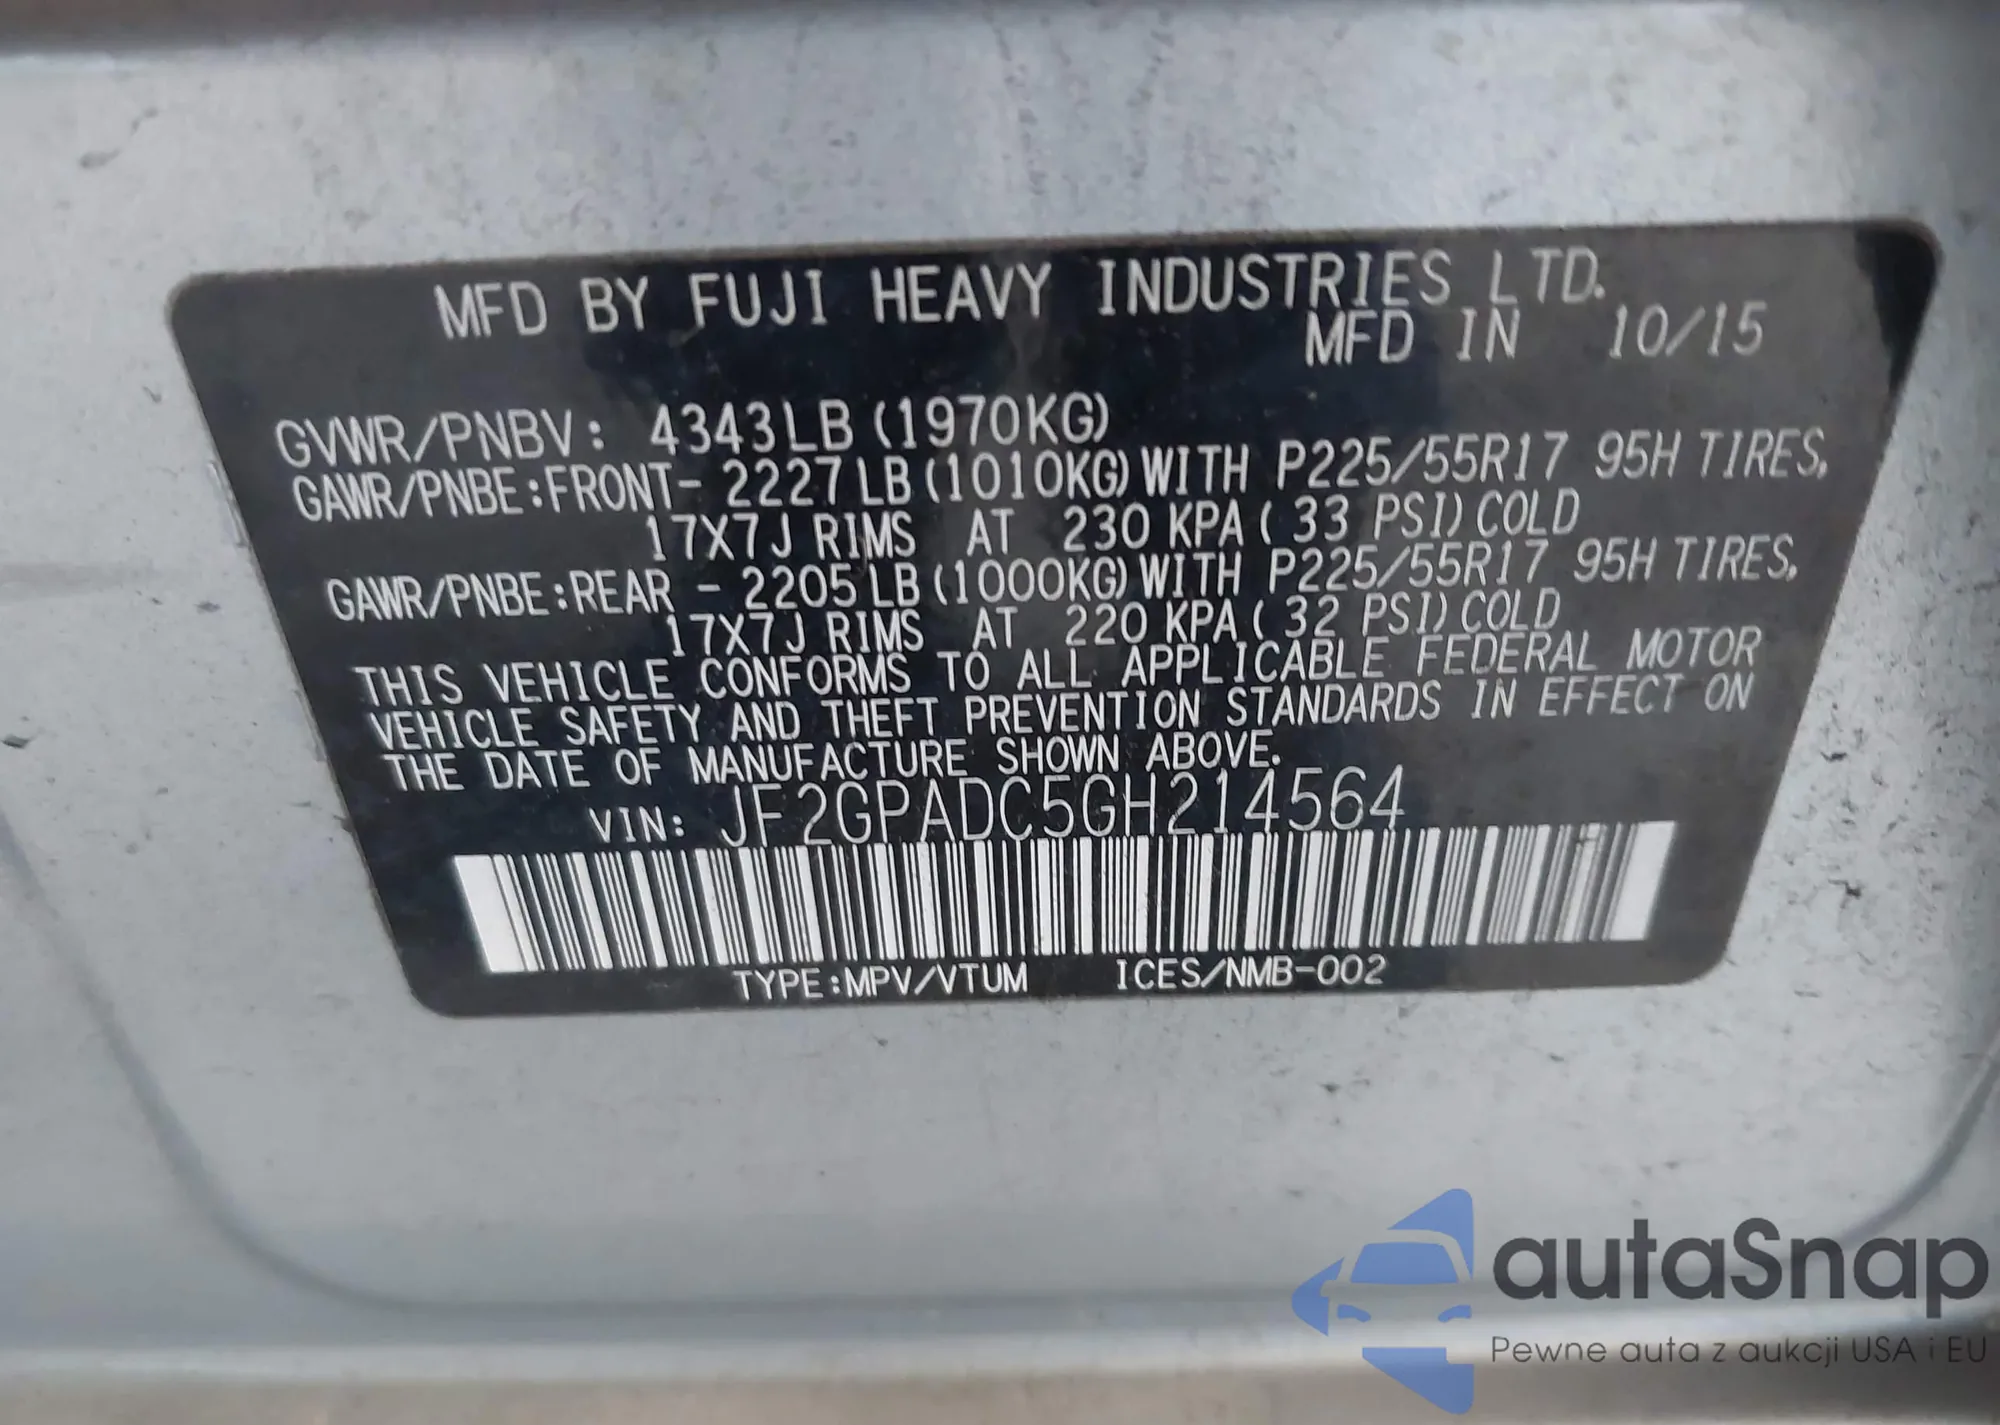 MFD BY FUJI HEAVY INDUSTRIES LTD.
MFD IN 10/15
GVWR/PNBV: 4343LB (1970KG)
GAWR/PNBE:FRONT- 2227LB (1010KG) WITH P225/55R17 95H TIRES,
17X7J RIMS AT 230 KPA ( 33 PSI) COLD
GAWR/PNBE:REAR - 2205LB (1000KG) WITH P225/55R17 95H TIRES,
17X7J RIMS AT 220 KPA ( 32 PSI) COLD
THIS VEHICLE CONFORMS TO ALL APPLICABLE FEDERAL MOTOR
VEHICLE SAFETY AND THEFT PREVENTION STANDARDS IN EFFECT ON
THE DATE OF MANUFACTURE SHOWN ABOVE.
VIN: JF2GPADC5GH214564
TYPE:MPV/VTUM ICES/NMB-002
autaSnap
Pewne auta z aukcji USA i EU